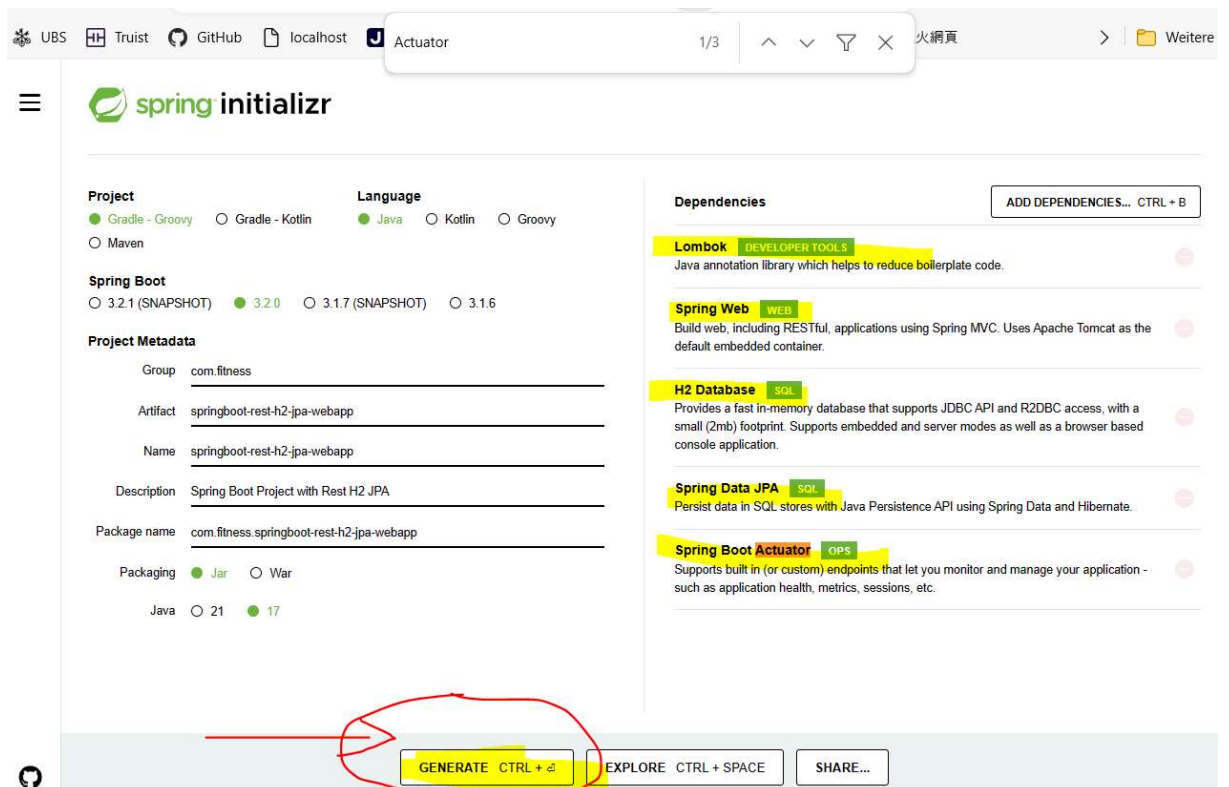 UBS Truist GitHub localhost J Actuator 1/3 火網頁 Weitere
spring initializr
Project
Gradle - Groovy Gradle - Kotlin
Maven
Language
Java Kotlin Groovy
Spring Boot
3.2.1 (SNAPSHOT) 3.2.0 3.1.7 (SNAPSHOT) 3.1.6
Project Metadata
Group com.fitness
Artifact springboot-rest-h2-jpa-webapp
Name springboot-rest-h2-jpa-webapp
Description Spring Boot Project with Rest H2 JPA
Package name com.fitness.springboot-rest-h2-jpa-webapp
Packaging Jar War
Java 21 17
Dependencies ADD DEPENDENCIES... CTRL + B
Lombok DEVELOPER TOOLS
Java annotation library which helps to reduce boilerplate code.
Spring Web WEB
Build web, including RESTful, applications using Spring MVC. Uses Apache Tomcat as the
default embedded container.
H2 Database SQL
Provides a fast in-memory database that supports JDBC API and R2DBC access, with a
small (2mb) footprint. Supports embedded and server modes as well as a browser based
console application.
Spring Data JPA SQL
Persist data in SQL stores with Java Persistence API using Spring Data and Hibernate.
Spring Boot Actuator OPS
Supports built in (or custom) endpoints that let you monitor and manage your application -
such as application health, metrics, sessions, etc.
GENERATE CTRL + ⏎ EXPLORE CTRL + SPACE SHARE...